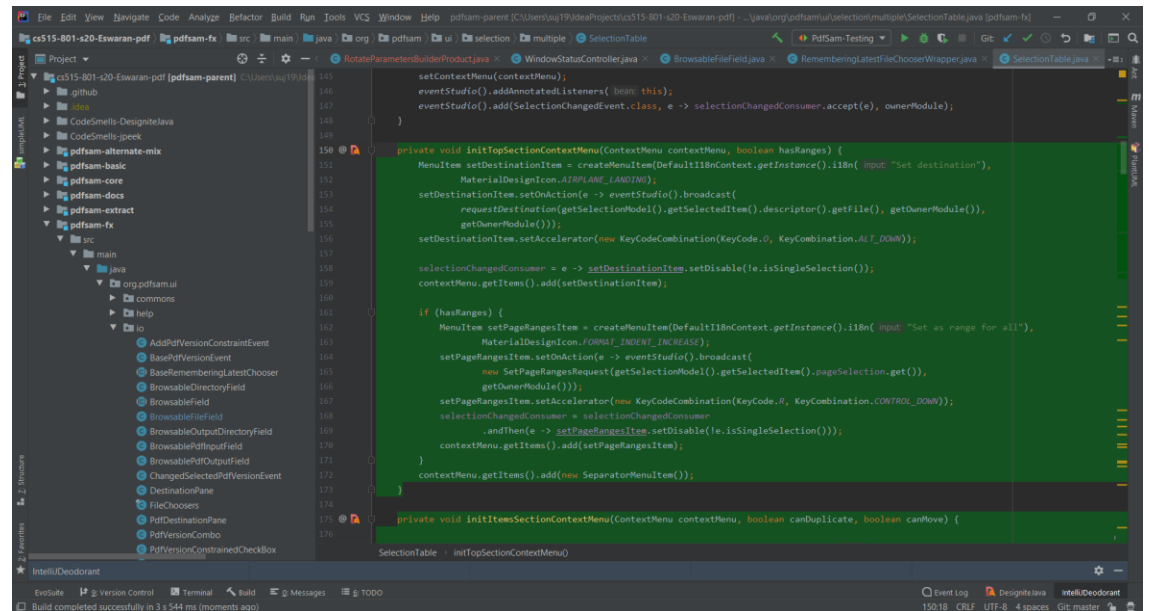 File Edit View Navigate Code Analyze Refactor Build Run Tools VCS Window Help pdfsam-parent [C:\Users\suj19\IdeaProjects\cs515-801-s20-Eswaran-pdf] - ...\java\org\pdfsam\ui\selection\multiple\SelectionTable.java [pdfsam-fx]
cs515-801-s20-Eswaran-pdf pdfsam-fx src main java org pdfsam ui selection multiple SelectionTable PdfSam-Testing Git:
Project RotateParametersBuilderProduct.java WindowStatusController.java BrowsableFileField.java RememberingLatestFileChooserWrapper.java SelectionTable.java
1: Project
simpleUML
Z: Structure
2: Favorites
Ant
Maven
PlantUML
cs515-801-s20-Eswaran-pdf [pdfsam-parent] C:\Users\suj19\Idea
.github
.idea
CodeSmells-DesigniteJava
CodeSmells-jpeek
pdfsam-alternate-mix
pdfsam-basic
pdfsam-core
pdfsam-docs
pdfsam-extract
pdfsam-fx
src
main
java
org.pdfsam.ui
commons
help
io
AddPdfVersionConstraintEvent
BasePdfVersionEvent
BaseRememberingLatestChooser
BrowsableDirectoryField
BrowsableField
BrowsableFileField
BrowsableOutputDirectoryField
BrowsablePdfInputField
BrowsablePdfOutputField
ChangedSelectedPdfVersionEvent
DestinationPane
FileChoosers
PdfDestinationPane
PdfVersionCombo
PdfVersionConstrainedCheckBox
145 setContextMenu(contextMenu);
146 eventStudio().addAnnotatedListeners( bean: this);
147 eventStudio().add(SelectionChangedEvent.class, e -> selectionChangedConsumer.accept(e), ownerModule);
148 }
149
150 @ private void initTopSectionContextMenu(ContextMenu contextMenu, boolean hasRanges) {
151 MenuItem setDestinationItem = createMenuItem(DefaultI18nContext.getInstance().i18n( input: "Set destination"),
152 MaterialDesignIcon.AIRPLANE_LANDING);
153 setDestinationItem.setOnAction(e -> eventStudio().broadcast(
154 requestDestination(getSelectionModel().getSelectedItem().descriptor().getFile(), getOwnerModule()),
155 getOwnerModule()));
156 setDestinationItem.setAccelerator(new KeyCodeCombination(KeyCode.O, KeyCombination.ALT_DOWN));
157
158 selectionChangedConsumer = e -> setDestinationItem.setDisable(!e.isSingleSelection());
159 contextMenu.getItems().add(setDestinationItem);
160
161 if (hasRanges) {
162 MenuItem setPageRangesItem = createMenuItem(DefaultI18nContext.getInstance().i18n( input: "Set as range for all"),
163 MaterialDesignIcon.FORMAT_INDENT_INCREASE);
164 setPageRangesItem.setOnAction(e -> eventStudio().broadcast(
165 new SetPageRangesRequest(getSelectionModel().getSelectedItem().pageSelection.get()),
166 getOwnerModule()));
167 setPageRangesItem.setAccelerator(new KeyCodeCombination(KeyCode.R, KeyCombination.CONTROL_DOWN));
168 selectionChangedConsumer = selectionChangedConsumer
169 .andThen(e -> setPageRangesItem.setDisable(!e.isSingleSelection()));
170 contextMenu.getItems().add(setPageRangesItem);
171 }
172 contextMenu.getItems().add(new SeparatorMenuItem());
173 }
174
175 @ private void initItemsSectionContextMenu(ContextMenu contextMenu, boolean canDuplicate, boolean canMove) {
176
SelectionTable initTopSectionContextMenu()
IntelliJDeodorant
EvoSuite 9: Version Control Terminal Build 0: Messages 6: TODO Event Log DesigniteJava IntelliJDeodorant
Build completed successfully in 3 s 544 ms (moments ago) 150:18 CRLF UTF-8 4 spaces Git: master